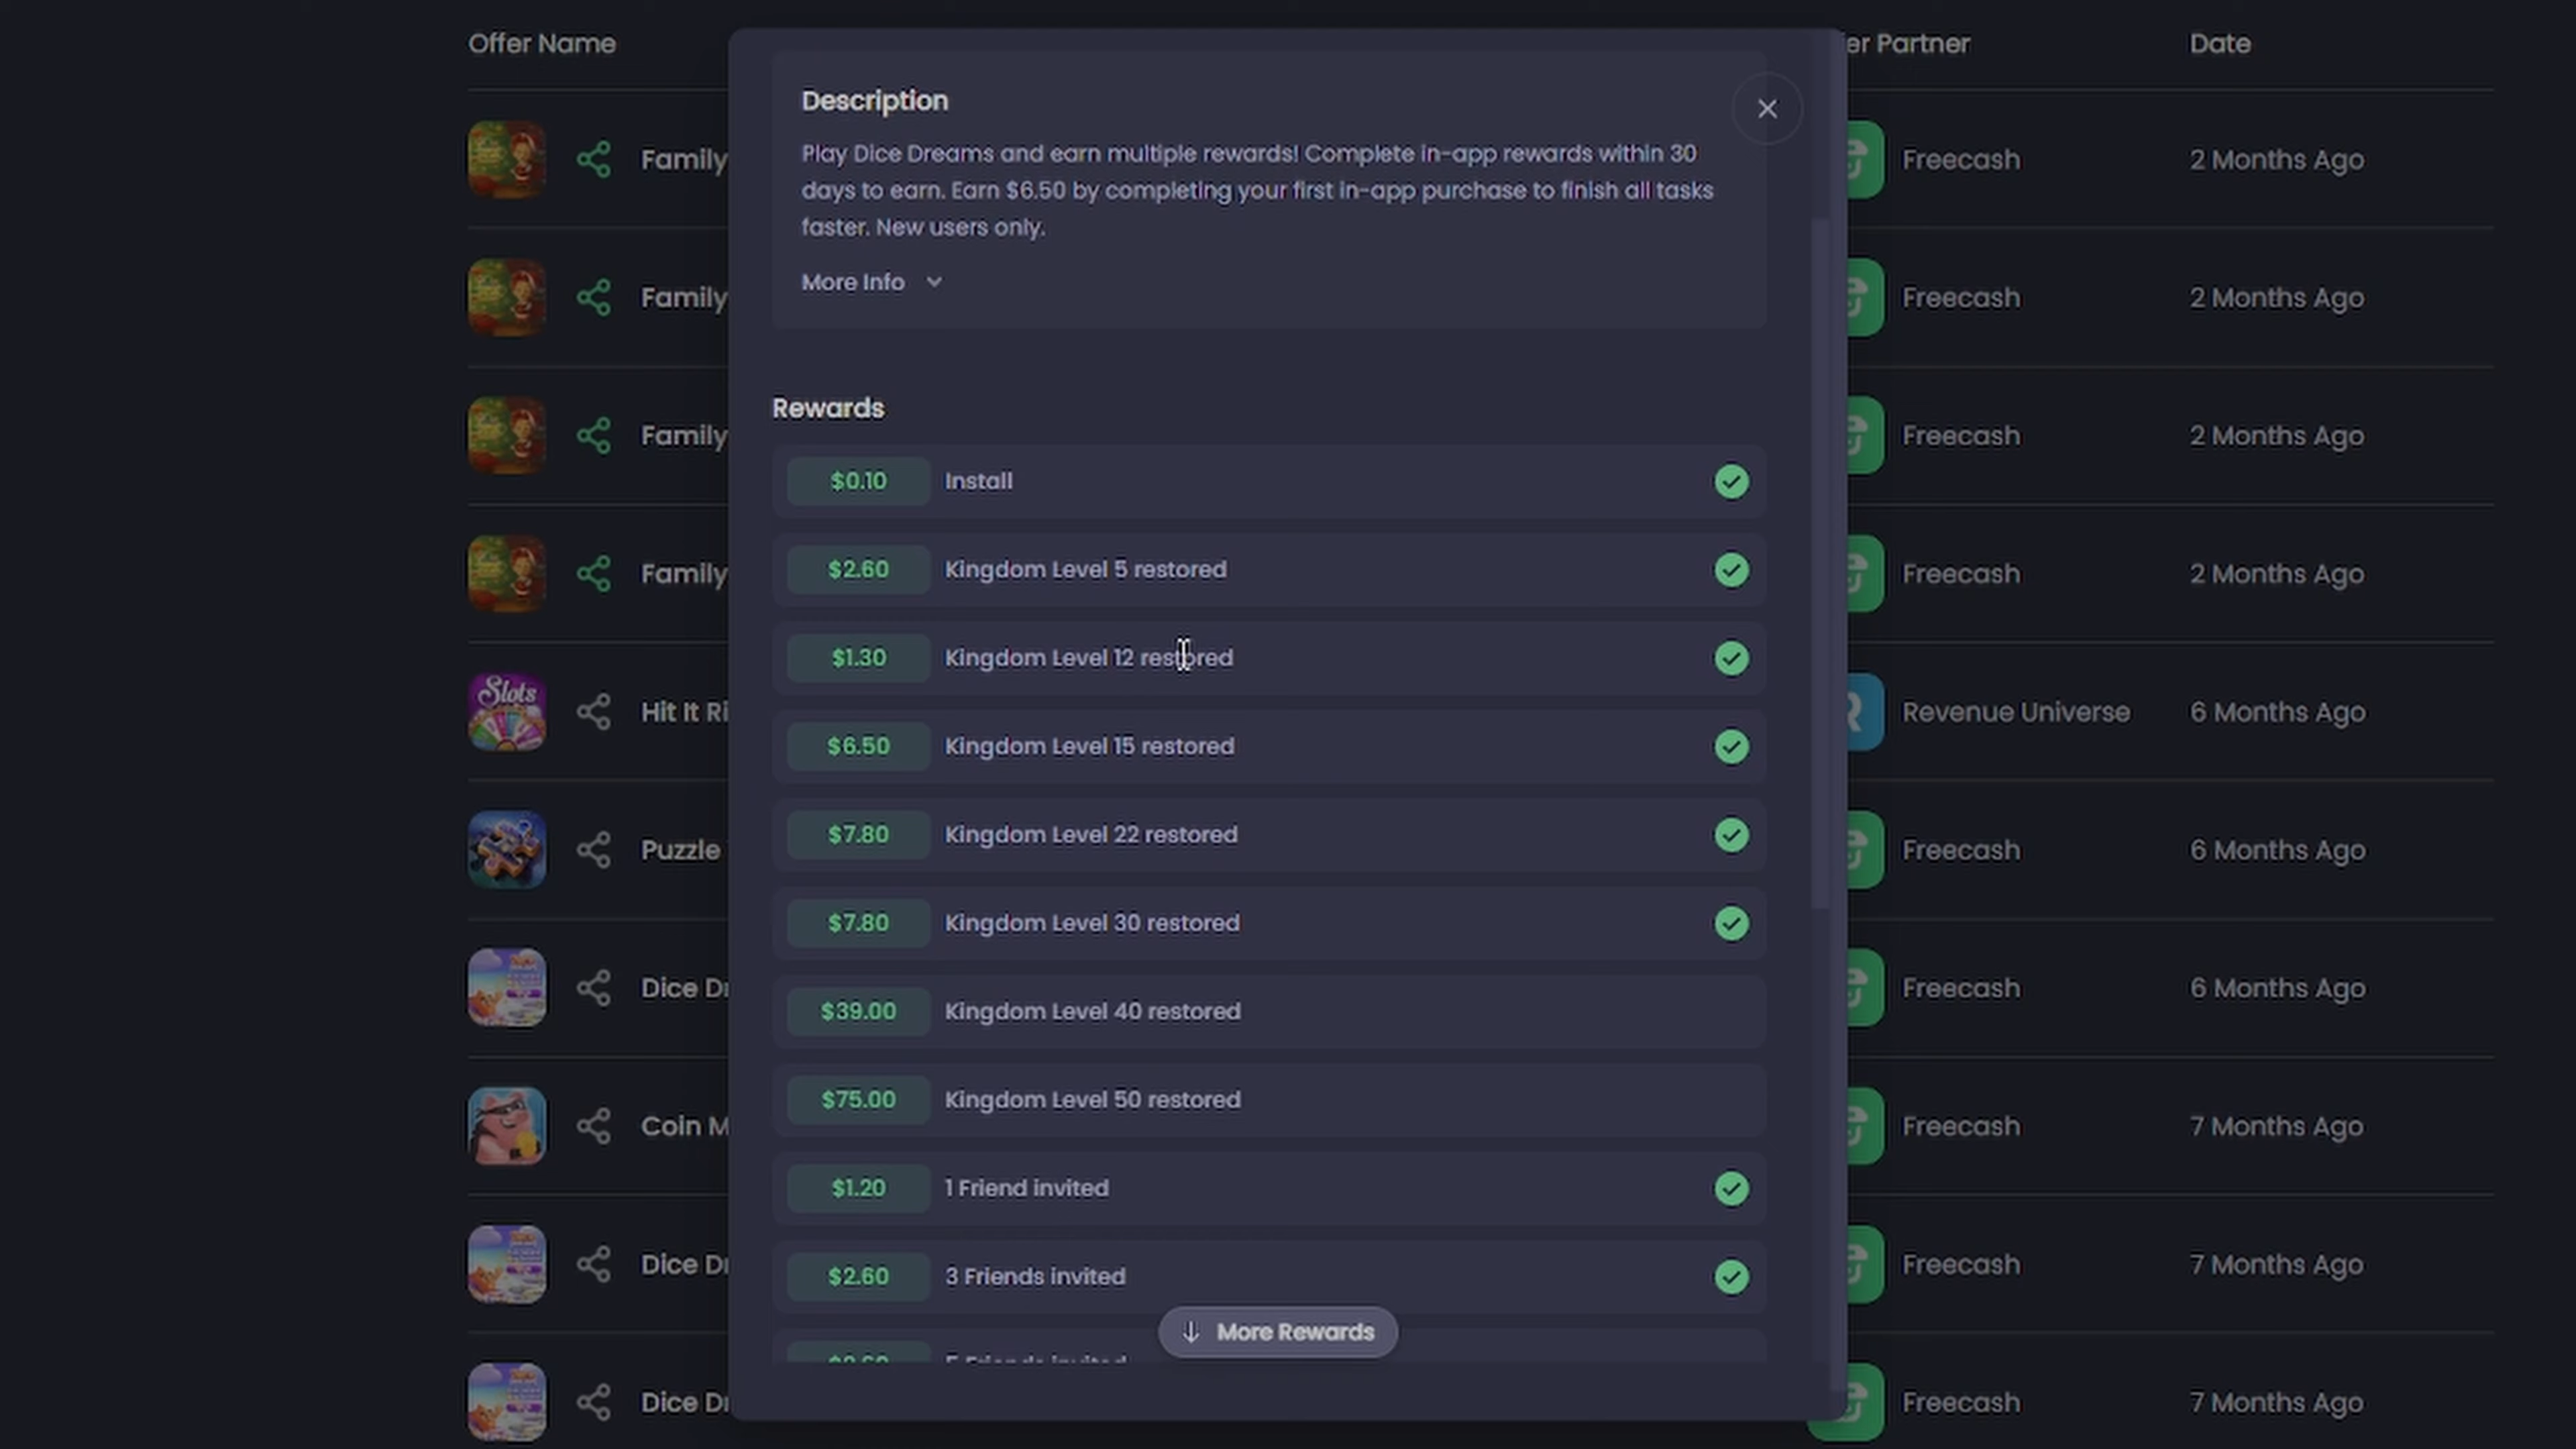 Offer Name
er Partner
Date
Description
Play Dice Dreams and earn multiple rewards! Complete in-app rewards within 30
days to earn. Earn $6.50 by completing your first in-app purchase to finish all tasks
faster. New users only.
More Info
Rewards
$0.10 Install
$2.60 Kingdom Level 5 restored
$1.30 Kingdom Level 12 restored
$6.50 Kingdom Level 15 restored
$7.80 Kingdom Level 22 restored
$7.80 Kingdom Level 30 restored
$39.00 Kingdom Level 40 restored
$75.00 Kingdom Level 50 restored
$1.20 1 Friend invited
$2.60 3 Friends invited
5 Friends invited
More Rewards
Family Freecash 2 Months Ago
Family Freecash 2 Months Ago
Family Freecash 2 Months Ago
Family Freecash 2 Months Ago
Slots Hit It Ri Revenue Universe 6 Months Ago
Puzzle Freecash 6 Months Ago
Dice Dr Freecash 6 Months Ago
Coin M Freecash 7 Months Ago
Dice Dr Freecash 7 Months Ago
Dice Dr Freecash 7 Months Ago